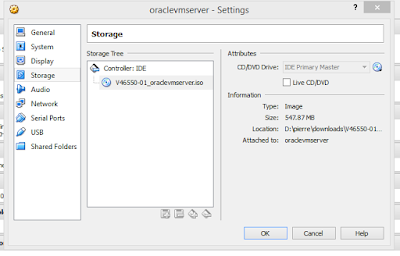 oraclevmserver - Settings
General
System
Display
Storage
Audio
Network
Serial Ports
USB
Shared Folders
Storage
Storage Tree
Controller: IDE
V46550-01_oraclevmserver.iso
Attributes
CD/DVD Drive: IDE Primary Master
Live CD/DVD
Information
Type: Image
Size: 547.87 MB
Location: D:\pierre\downloads\V46550-01...
Attached to: oraclevmserver
OK Cancel Help